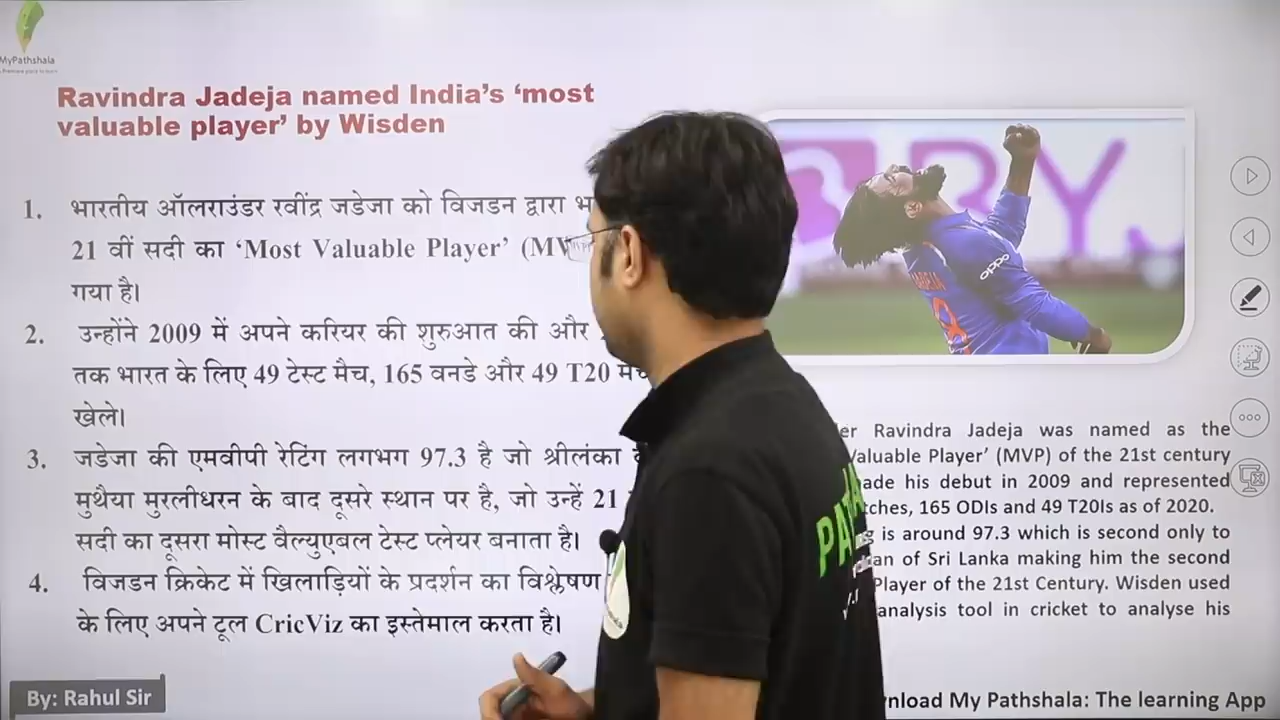 MyPathshala
Ravindra Jadeja named India's 'most
valuable player' by Wisden
1. भारतीय ऑलराउंडर रवींद्र जडेजा को विजडन द्वारा
21 वीं सदी का 'Most Valuable Player'
गया है।
2. उन्होंने 2009 में अपने करियर की शुरुआत की और
तक भारत के लिए 49 टेस्ट मैच, 165 वनडे और 49 T20
खेले।
3. जडेजा की एमवीपी रेटिंग लगभग 97.3 है जो श्रीलंका
मुथैया मुरलीधरन के बाद दूसरे स्थान पर है, जो उन्हें 21
सदी का दूसरा मोस्ट वैल्युएबल टेस्ट प्लेयर बनाता है।
4. विजडन क्रिकेट में खिलाड़ियों के प्रदर्शन का विश्लेषण
के लिए अपने टूल CricViz का इस्तेमाल करता है।
By: Rahul Sir
oppo
Ravindra Jadeja was named as the
Valuable Player' (MVP) of the 21st century
his debut in 2009 and represented
165 ODIs and 49 T20Is as of 2020.
is around 97.3 which is second only to
of Sri Lanka making him the second
Player of the 21st Century. Wisden used
analysis tool in cricket to analyse his
My Pathshala: The learning App